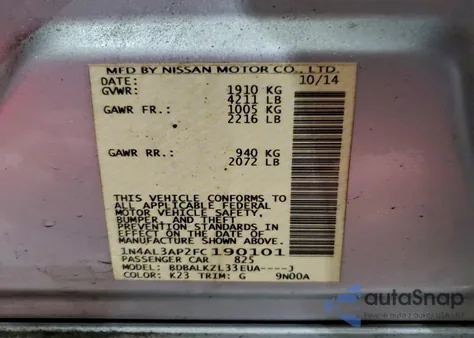 MFD BY NISSAN MOTOR CO., LTD.
DATE: 10/14
GVWR: 1910 KG
4211 LB
GAWR FR.: 1005 KG
2216 LB
GAWR RR.: 940 KG
2072 LB
THIS VEHICLE CONFORMS TO
ALL APPLICABLE FEDERAL
MOTOR VEHICLE SAFETY,
BUMPER, AND THEFT
PREVENTION STANDARDS IN
EFFECT ON THE DATE OF
MANUFACTURE SHOWN ABOVE.
1N4AL3AP2FC190101
PASSENGER CAR 825
MODEL: BDBALKZL33EUA----J
COLOR: K23 TRIM: G 9N00A
autoSnap